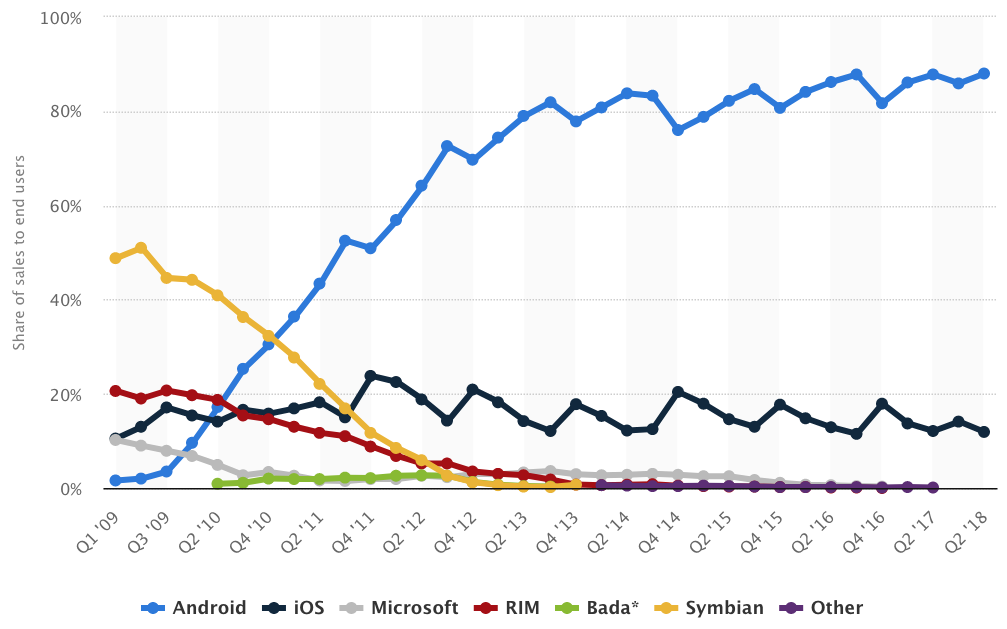 100%
80%
60%
40%
20%
0%
Share of sales to end users
Q1 '09
Q3 '09
Q2 '10
Q4 '10
Q2 '11
Q4 '11
Q2 '12
Q4 '12
Q2 '13
Q4 '13
Q2 '14
Q4 '14
Q2 '15
Q4 '15
Q2 '16
Q4 '16
Q2 '17
Q2 '18
Android iOS Microsoft RIM Bada* Symbian Other